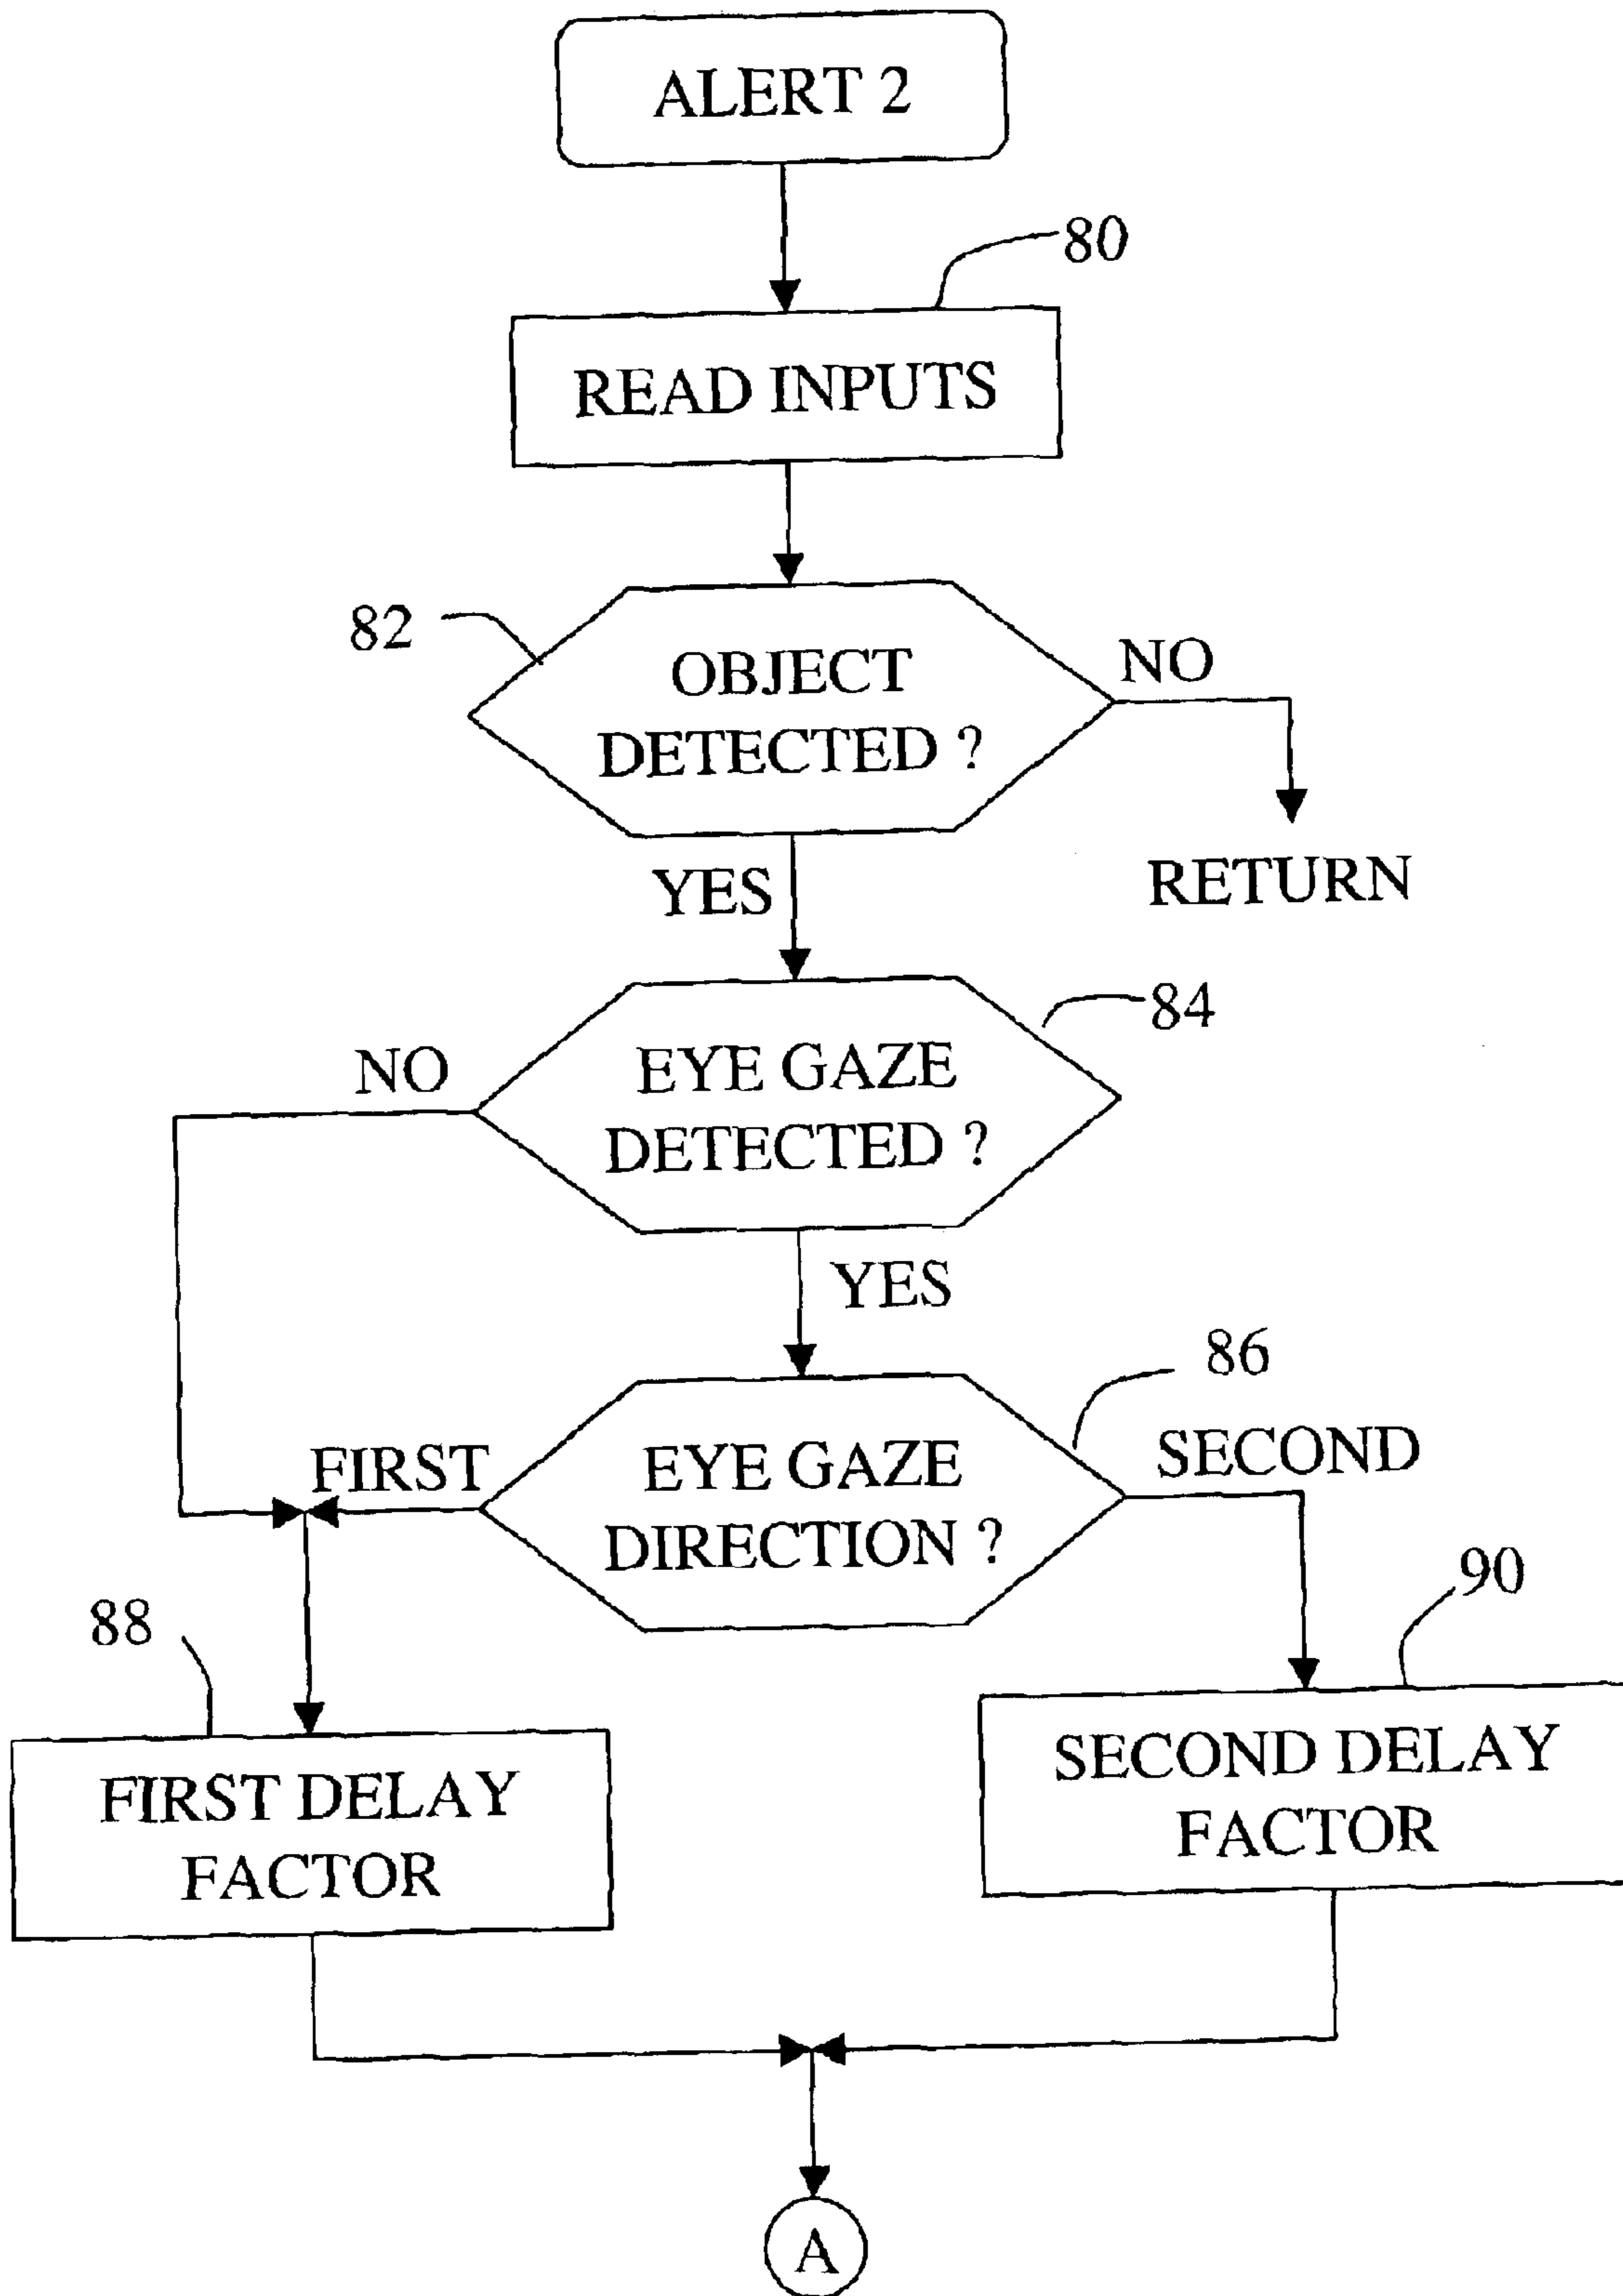 ALERT 2
80
READ INPUTS
82
OBJECT
DETECTED ?
NO
RETURN
YES
84
NO
EYE GAZE
DETECTED ?
YES
86
FIRST
EYE GAZE
DIRECTION ?
SECOND
88
90
FIRST DELAY
FACTOR
SECOND DELAY
FACTOR
A